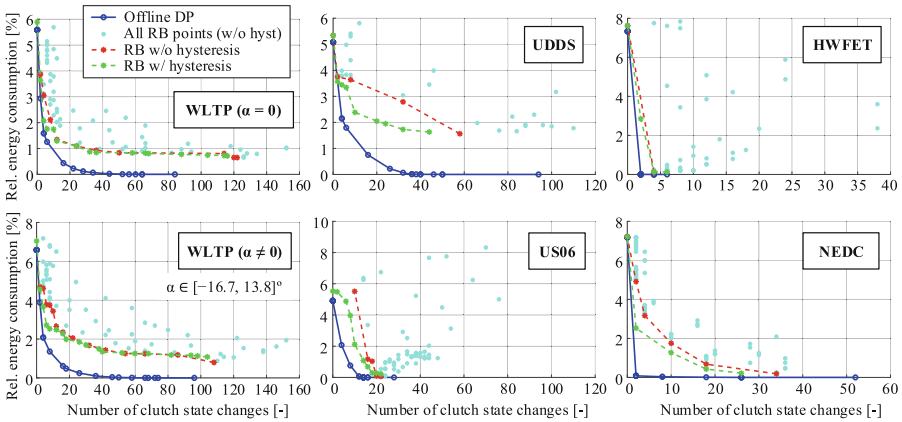 Offline DP
All RB points (w/o hyst)
RB w/o hysteresis
RB w/ hysteresis
Rel. energy consumption [%]
6
5
4
3
2
1
0
WLTP (α = 0)
0 20 40 60 80 100 120 140 160
6
5
4
3
2
1
0
UDDS
0 20 40 60 80 100 120
8
6
4
2
0
HWFET
0 5 10 15 20 25 30 35 40
Rel. energy consumption [%]
8
6
4
2
0
WLTP (α ≠ 0)
α ∈ [−16.7, 13.8]º
0 20 40 60 80 100 120 140 160
Number of clutch state changes [-]
10
8
6
4
2
0
US06
0 20 40 60 80 100 120
Number of clutch state changes [-]
8
6
4
2
0
NEDC
0 10 20 30 40 50 60
Number of clutch state changes [-]